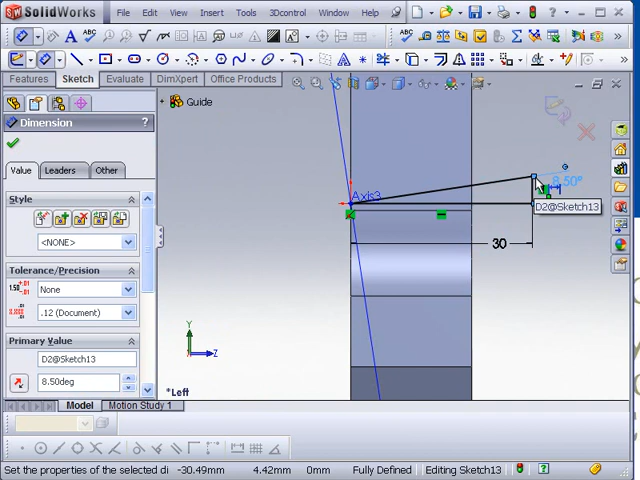 SolidWorks File Edit View Insert Tools 3Dcontrol Window Help
Features Sketch Evaluate DimXpert Office Products
Guide
Dimension ?
Value Leaders Other
Style
<NONE>
Tolerance/Precision
None
.12 (Document)
Primary Value
D2@Sketch13
8.50deg
Axis3
8.50°
D2@Sketch13
30
Y
Z
*Left
Model Motion Study 1
Set the properties of the selected di -30.49mm 4.42mm 0mm Fully Defined Editing Sketch13